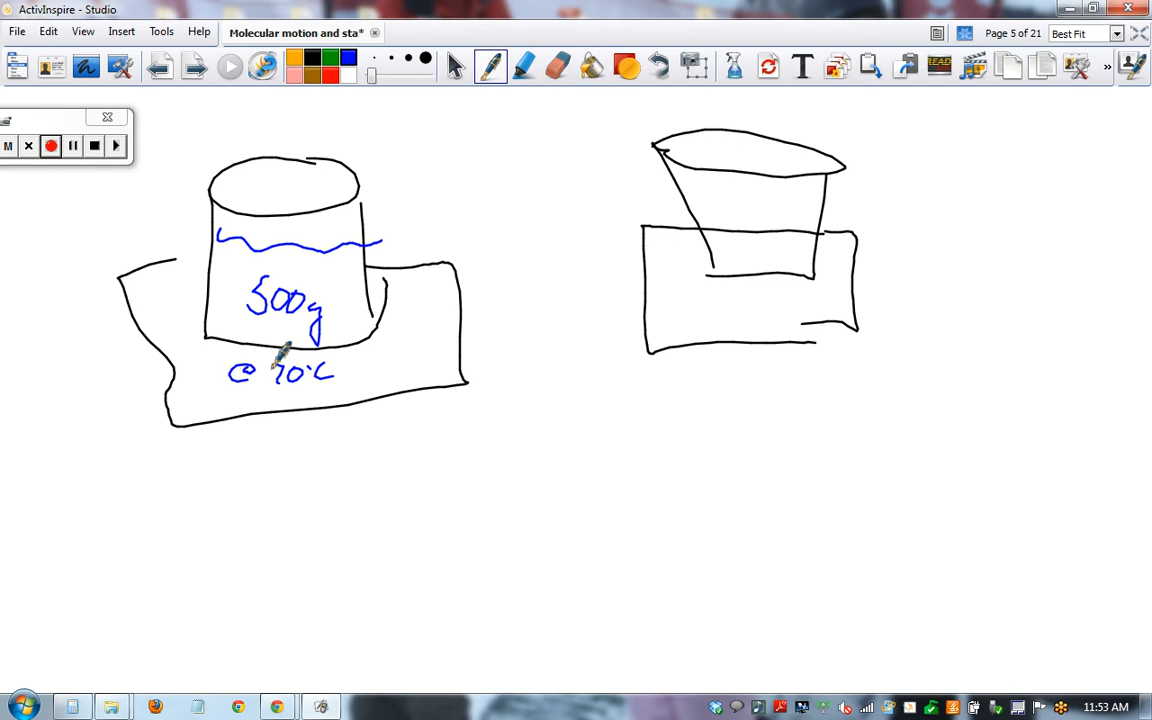 ActivInspire - Studio
File Edit View Insert Tools Help
Molecular motion and sta*
Page 5 of 21
Best Fit
T
READ
»
M
500g
@ 70°C
11:53 AM